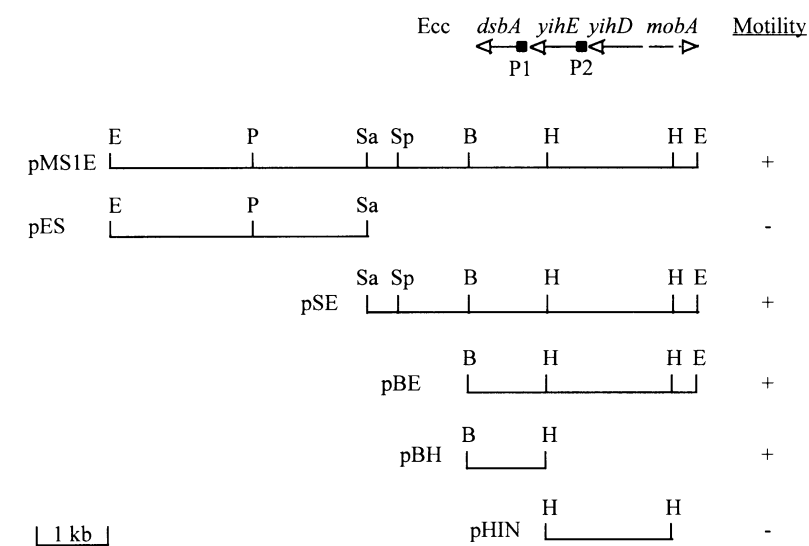 Ecc dsbA yihE yihD mobA Motility
P1 P2
E P Sa Sp B H H E
pMS1E +
E P Sa
pES -
Sa Sp B H H E
pSE +
B H H E
pBE +
B H
pBH +
H H
1 kb pHIN -